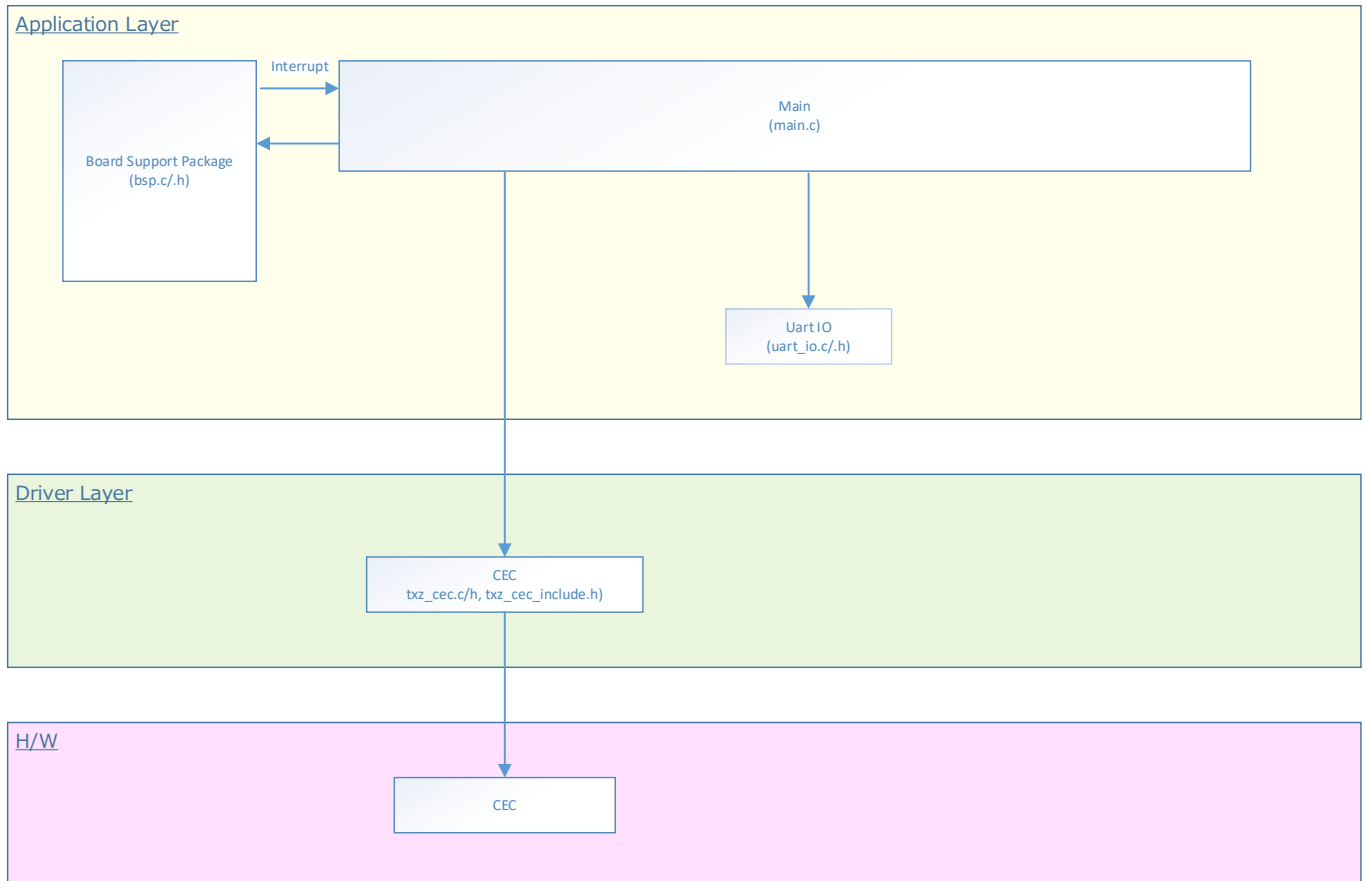 Application Layer
Interrupt
Main
(main.c)
Board Support Package
(bsp.c/.h)
Uart IO
(uart_io.c/.h)
Driver Layer
CEC
txz_cec.c/h, txz_cec_include.h)
H/W
CEC